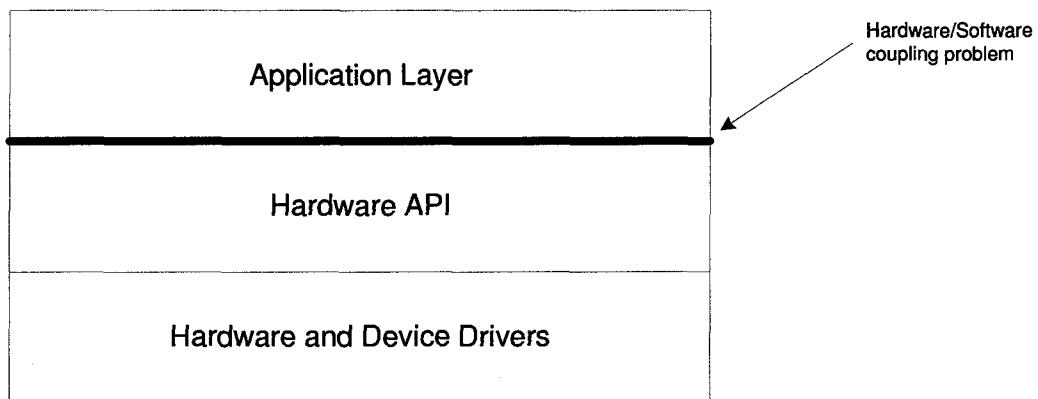 Application Layer
Hardware/Software
coupling problem
Hardware API
Hardware and Device Drivers